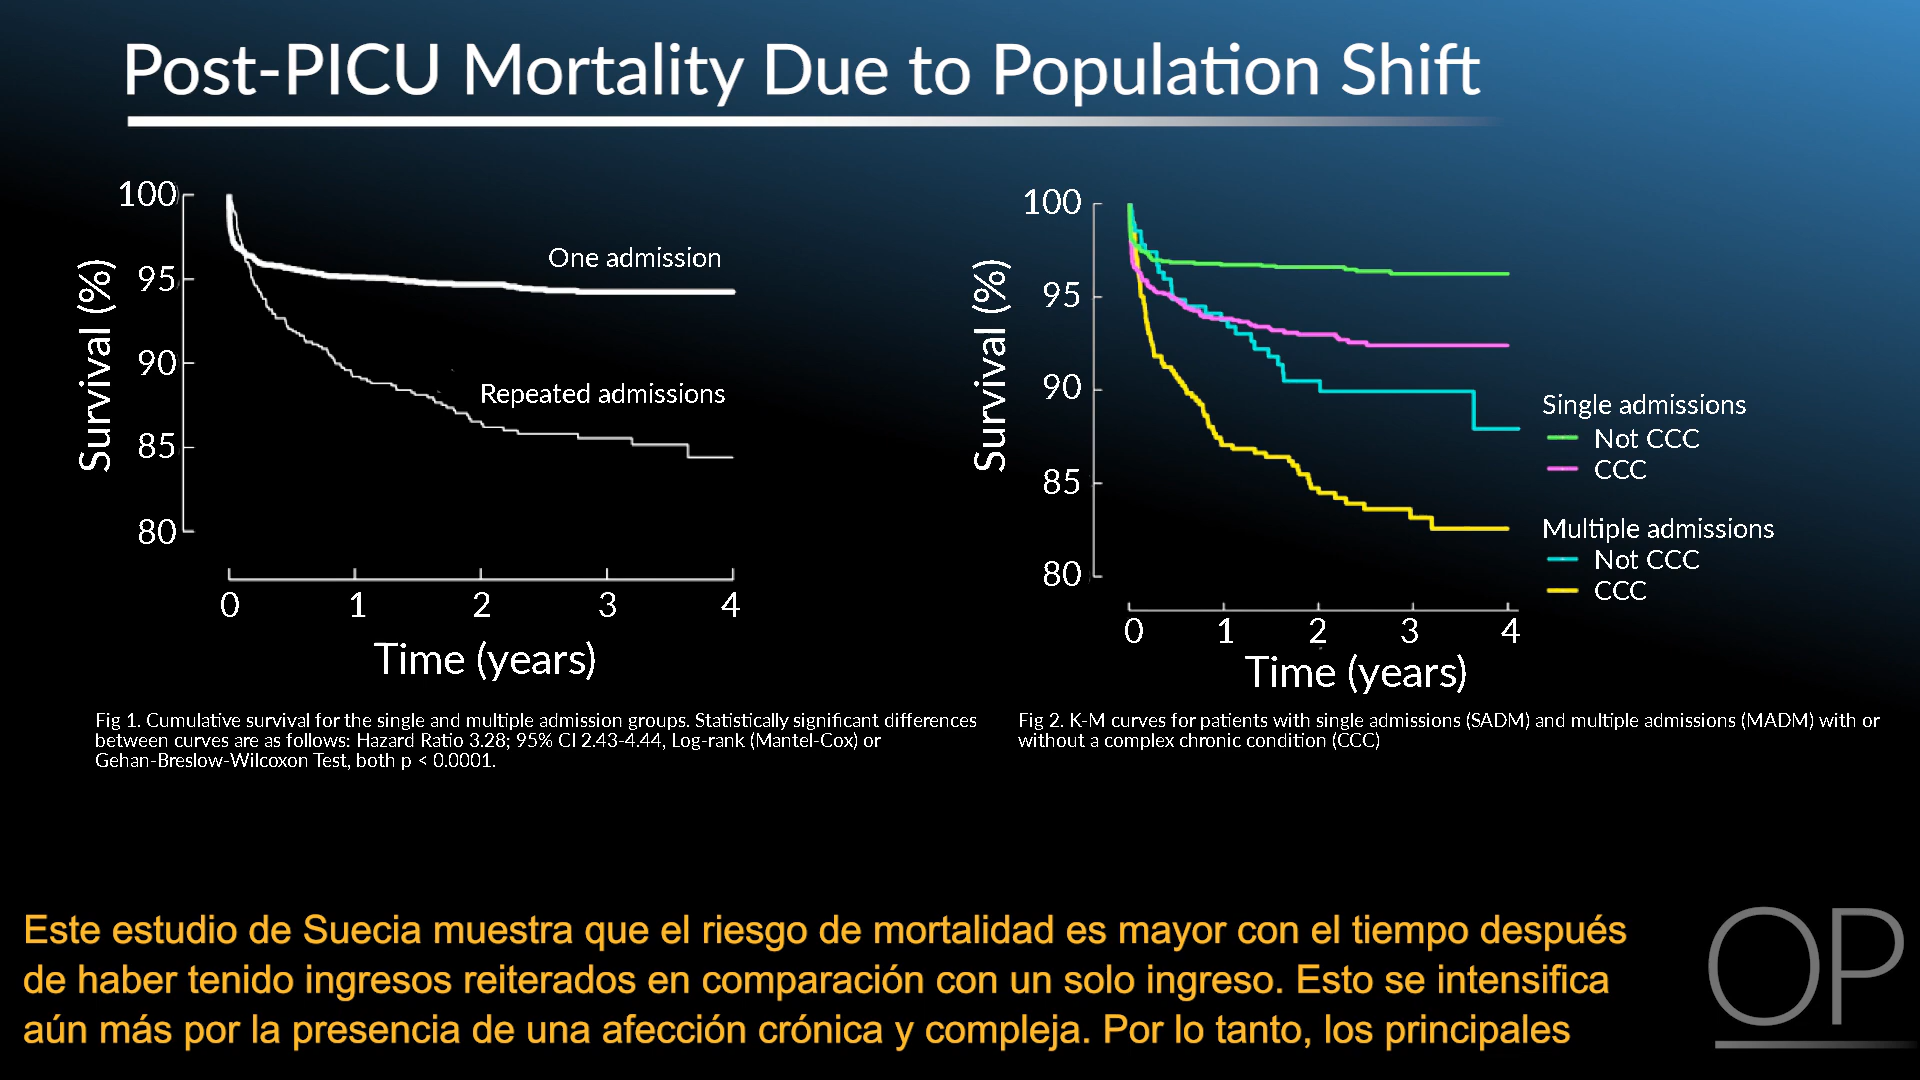 Post-PICU Mortality Due to Population Shift
100
95
90
85
80
Survival (%)
One admission
Repeated admissions
0 1 2 3 4
Time (years)
Fig 1. Cumulative survival for the single and multiple admission groups. Statistically significant differences
between curves are as follows: Hazard Ratio 3.28; 95% CI 2.43-4.44, Log-rank (Mantel-Cox) or
Gehan-Breslow-Wilcoxon Test, both p < 0.0001.
100
95
90
85
80
Survival (%)
0 1 2 3 4
Time (years)
Single admissions
Not CCC
CCC
Multiple admissions
Not CCC
CCC
Fig 2. K-M curves for patients with single admissions (SADM) and multiple admissions (MADM) with or
without a complex chronic condition (CCC)
Este estudio de Suecia muestra que el riesgo de mortalidad es mayor con el tiempo después
de haber tenido ingresos reiterados en comparación con un solo ingreso. Esto se intensifica
aún más por la presencia de una afección crónica y compleja. Por lo tanto, los principales
OP